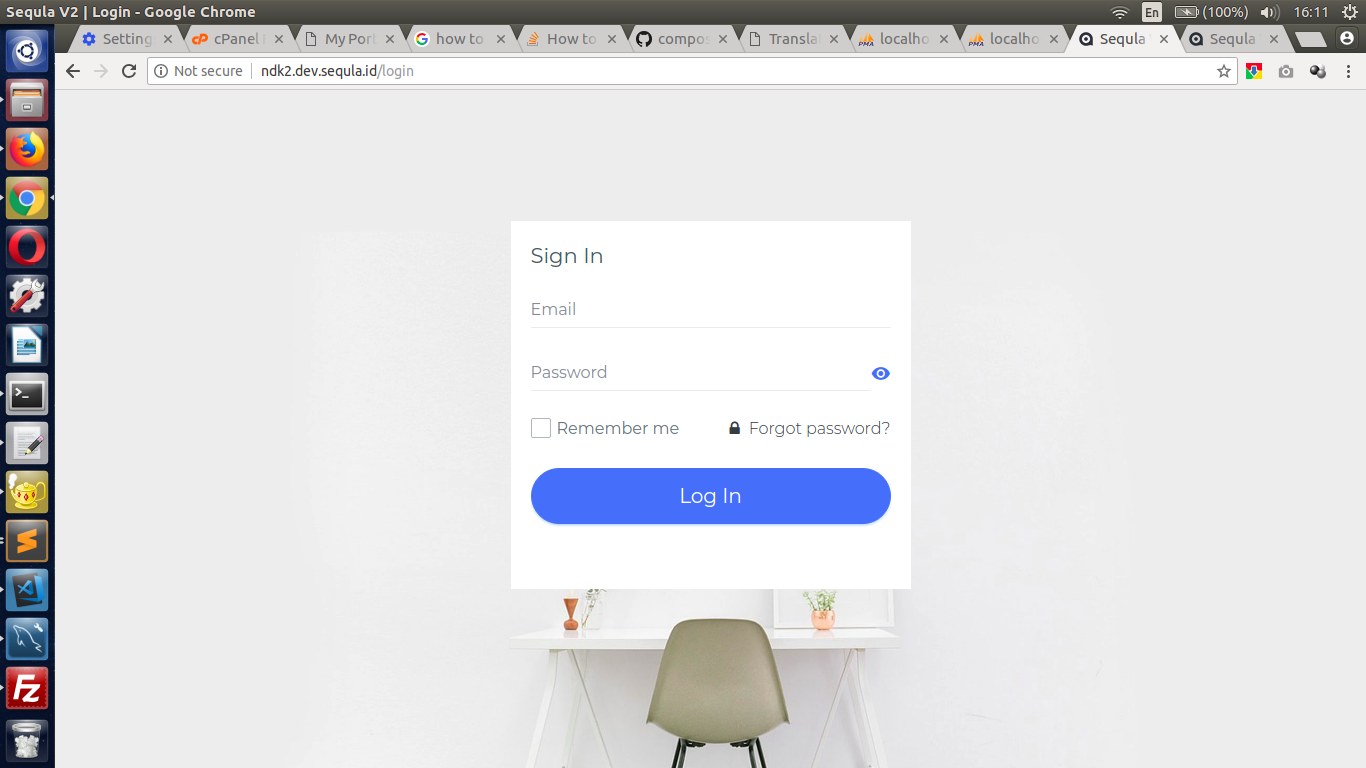 Sequla V2 | Login - Google Chrome
En (100%) 16:11
Setting cPanel My Port how to How to compos Transla localho localho Sequla Sequla
Not secure ndk2.dev.sequla.id/login
Sign In
Email
Password
Remember me Forgot password?
Log In